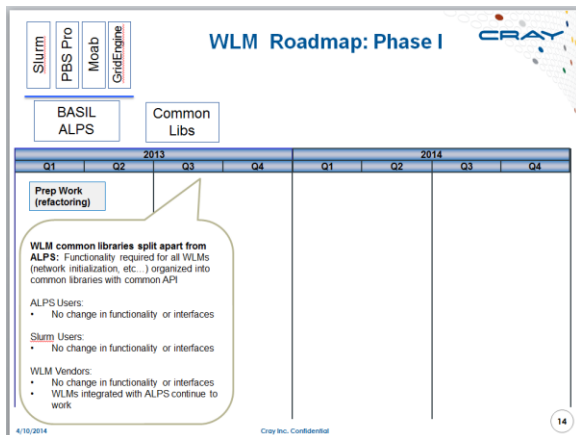 WLM Roadmap: Phase I
CRAY
Slurm
PBS Pro
Moab
GridEngine
BASIL
ALPS
Common
Libs
2013
2014
Q1
Q2
Q3
Q4
Q1
Q2
Q3
Q4
Prep Work
(refactoring)
WLM common libraries split apart from
ALPS: Functionality required for all WLMs
(network initialization, etc...) organized into
common libraries with common API
ALPS Users:
• No change in functionality or interfaces
Slurm Users:
• No change in functionality or interfaces
WLM Vendors:
• No change in functionality or interfaces
• WLMs integrated with ALPS continue to
work
4/10/2014
Cray Inc. Confidential
14